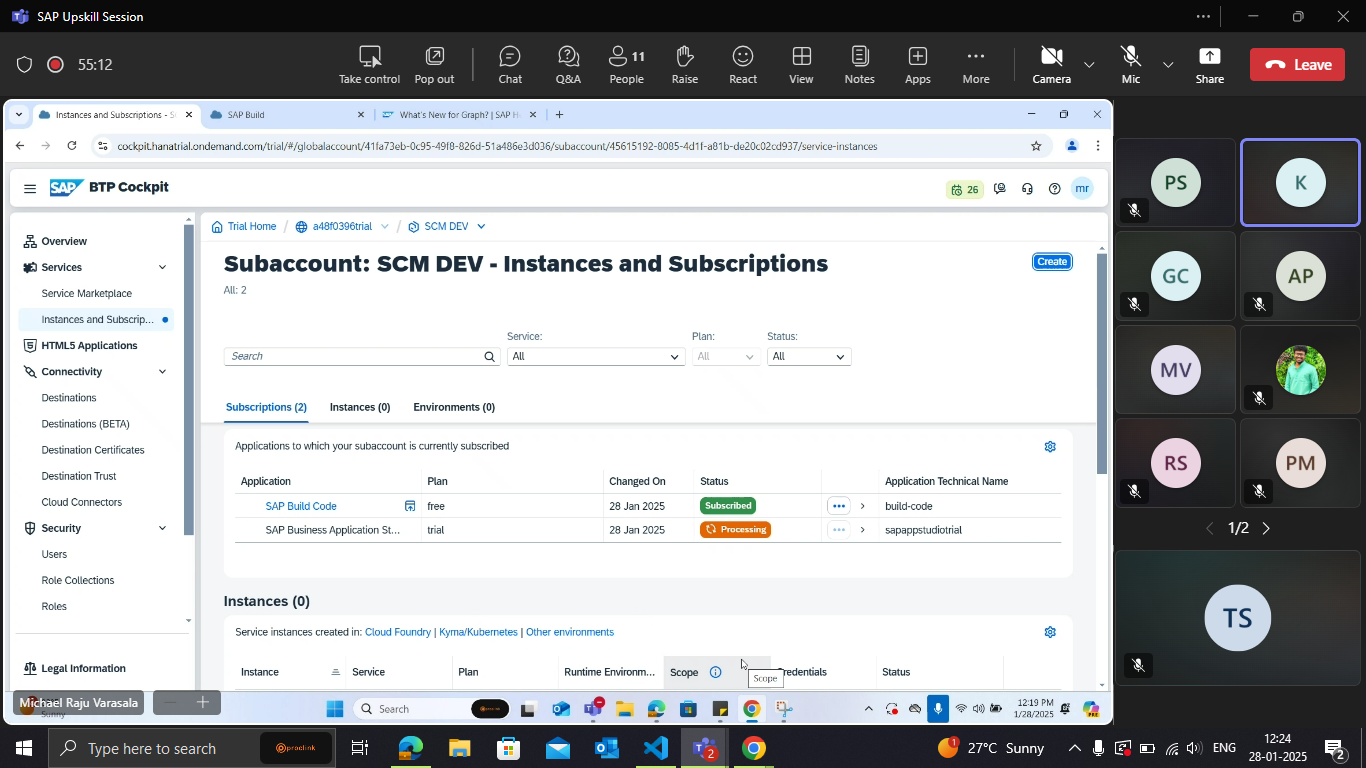 SAP Upskill Session
55:12
Take control
Pop out
Chat
Q&A
11
People
Raise
React
View
Notes
Apps
More
Camera
Mic
Share
Leave
Instances and Subscriptions - S
SAP Build
What's New for Graph? | SAP H
cockpit.hanatrial.ondemand.com/trial/#/globalaccount/41fa73eb-0c95-49f8-826d-51a486e3d036/subaccount/45615192-8085-4d1f-a81b-de20c02cd937/service-instances
SAP BTP Cockpit
26
mr
Overview
Services
Service Marketplace
Instances and Subscrip...
HTML5 Applications
Connectivity
Destinations
Destinations (BETA)
Destination Certificates
Destination Trust
Cloud Connectors
Security
Users
Role Collections
Roles
Legal Information
Trial Home / a48f0396trial / SCM DEV
Subaccount: SCM DEV - Instances and Subscriptions
Create
All: 2
Service:
Plan:
Status:
Search
All
All
All
Subscriptions (2)
Instances (0)
Environments (0)
Applications to which your subaccount is currently subscribed
Application Plan Changed On Status Application Technical Name
SAP Build Code free 28 Jan 2025 Subscribed ••• build-code
SAP Business Application St... trial 28 Jan 2025 Processing ••• sapappstudiotrial
Instances (0)
Service instances created in: Cloud Foundry | Kyma/Kubernetes | Other environments
Instance Service Plan Runtime Environm... Scope Credentials Status
Scope
Michael Raju Varasala
Sunny
Search
12:19 PM
1/28/2025
PS
K
GC
AP
MV
RS
PM
1/2
TS
Type here to search
proclink
2
1
27°C Sunny
ENG
12:24
28-01-2025
2